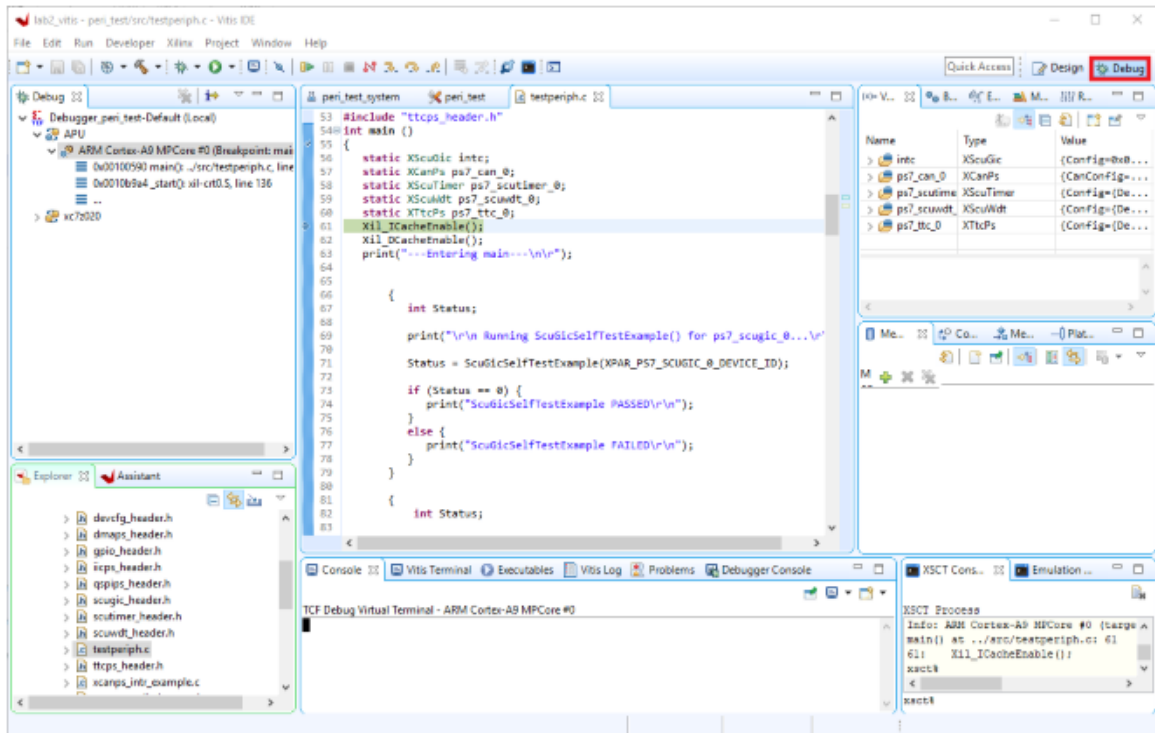 lab2_vitis - peri_test/src/testperiph.c - Vitis IDE
File Edit Run Developer Xilinx Project Window Help
Quick Access
Design
Debug
Debug
Debugger_peri_test-Default (Local)
APU
ARM Cortex-A9 MPCore #0 (Breakpoint: mai
0x00100590 main(): ../src/testperiph.c, line
0x0010b9a4 _start(): xil-crt0.S, line 136
..
xc7z020
peri_test_system
peri_test
testperiph.c
53 #include "ttcps_header.h"
54 int main ()
55 {
56 static XScuGic intc;
57 static XCanPs ps7_can_0;
58 static XScuTimer ps7_scutimer_0;
59 static XScuWdt ps7_scuwdt_0;
60 static XTtcPs ps7_ttc_0;
61 Xil_ICacheEnable();
62 Xil_DCacheEnable();
63 print("---Entering main---\n\r");
64
65
66 {
67 int Status;
68
69 print("\r\n Running ScuGicSelfTestExample() for ps7_scugic_0...\r'
70
71 Status = ScuGicSelfTestExample(XPAR_PS7_SCUGIC_0_DEVICE_ID);
72
73 if (Status == 0) {
74 print("ScuGicSelfTestExample PASSED\r\n");
75 }
76 else {
77 print("ScuGicSelfTestExample FAILED\r\n");
78 }
79 }
80
81 {
82 int Status;
83
(x)= V...
B...
E...
M...
R...
Name Type Value
intc XScuGic {Config=0x0...
ps7_can_0 XCanPs {CanConfig=...
ps7_scutime XScuTimer {Config={De...
ps7_scuwdt_ XScuWdt {Config={De...
ps7_ttc_0 XTtcPs {Config={De...
Me...
Co...
Me...
Plat...
M
Explorer
Assistant
devcfg_header.h
dmaps_header.h
gpio_header.h
iicps_header.h
qspips_header.h
scugic_header.h
scutimer_header.h
scuwdt_header.h
testperiph.c
ttcps_header.h
xcanps_intr_example.c
Console
Vitis Terminal
Executables
Vitis Log
Problems
Debugger Console
TCF Debug Virtual Terminal - ARM Cortex-A9 MPCore #0
XSCT Cons...
Emulation ...
XSCT Process
Info: ARM Cortex-A9 MPCore #0 (targe
main() at ../src/testperiph.c: 61
61: Xil_ICacheEnable();
xsct%
xsct%